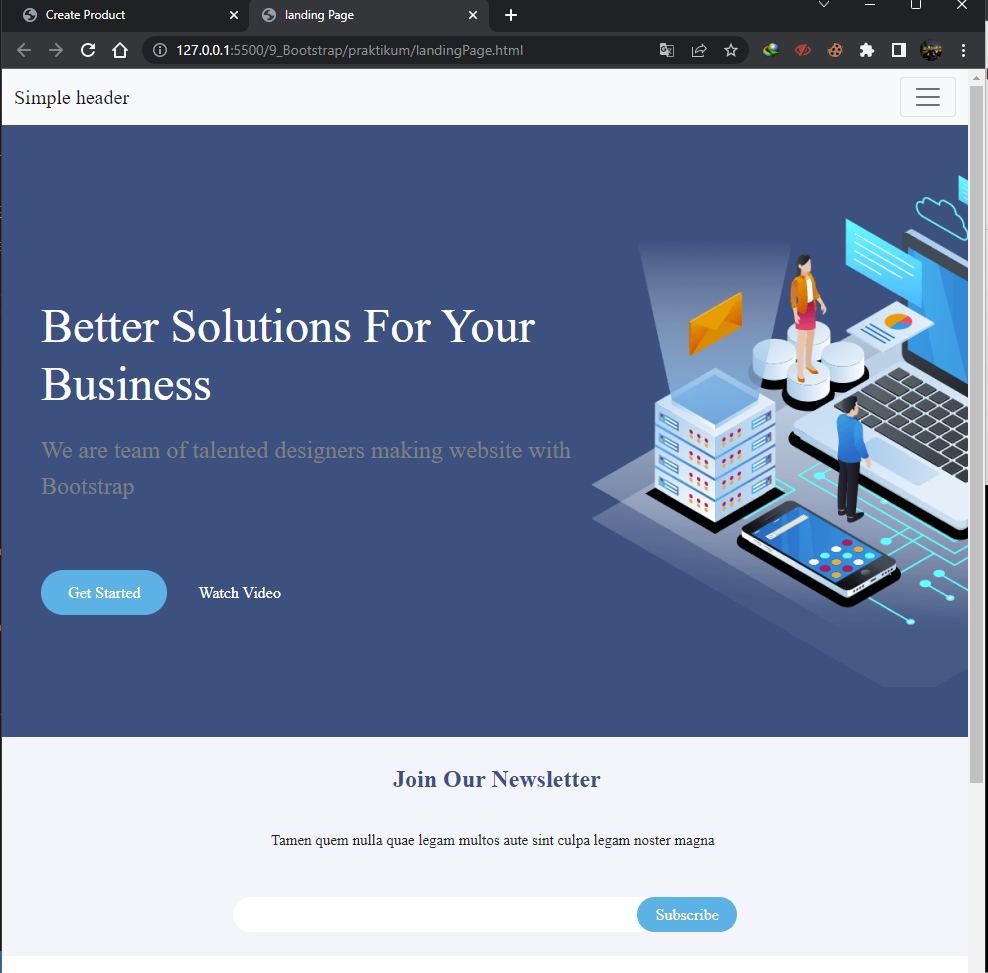 Create Product
landing Page
127.0.0.1:5500/9_Bootstrap/praktikum/landingPage.html
Simple header
Better Solutions For Your
Business
We are team of talented designers making website with
Bootstrap
Get Started
Watch Video
Join Our Newsletter
Tamen quem nulla quae legam multos aute sint culpa legam noster magna
Subscribe